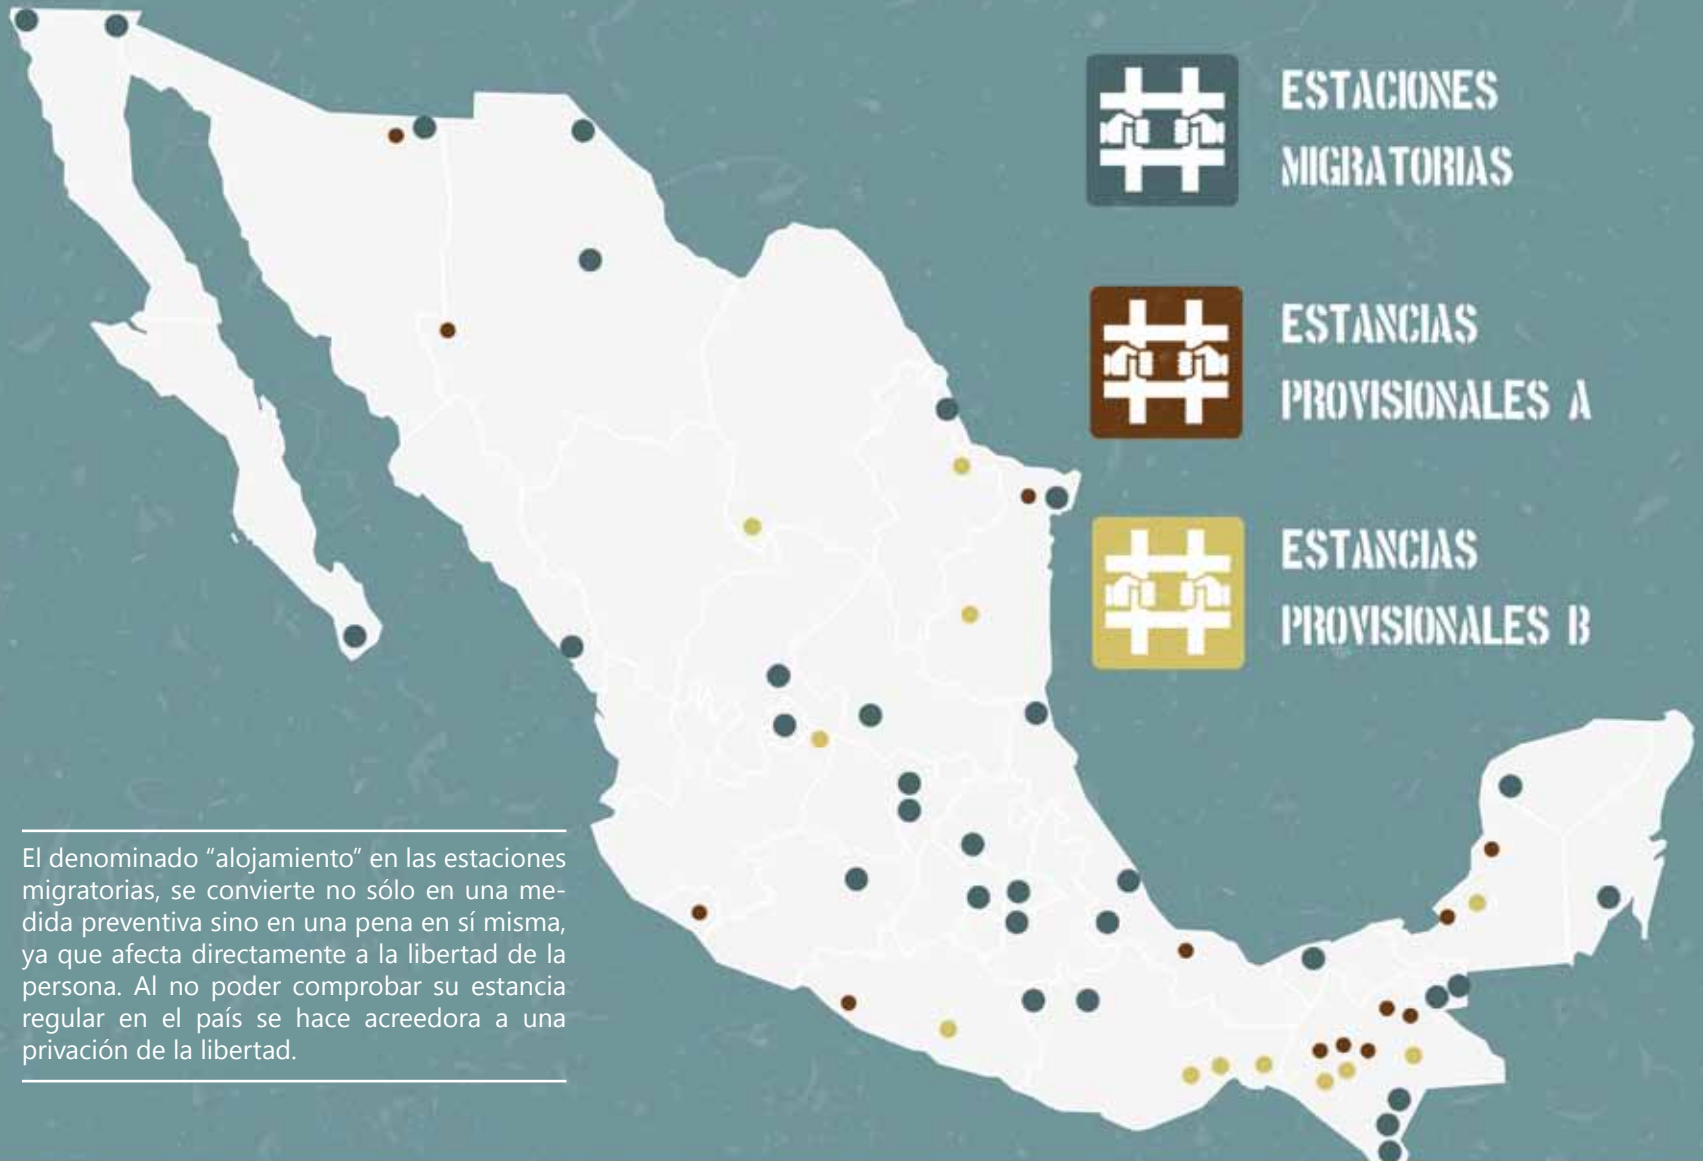 ESTACIONES
MIGRATORIAS
ESTANCIAS
PROVISIONALES A
ESTANCIAS
PROVISIONALES B
El denominado “alojamiento” en las estaciones
migratorias, se convierte no sólo en una me-
dida preventiva sino en una pena en sí misma,
ya que afecta directamente a la libertad de la
persona. Al no poder comprobar su estancia
regular en el país se hace acreedora a una
privación de la libertad.